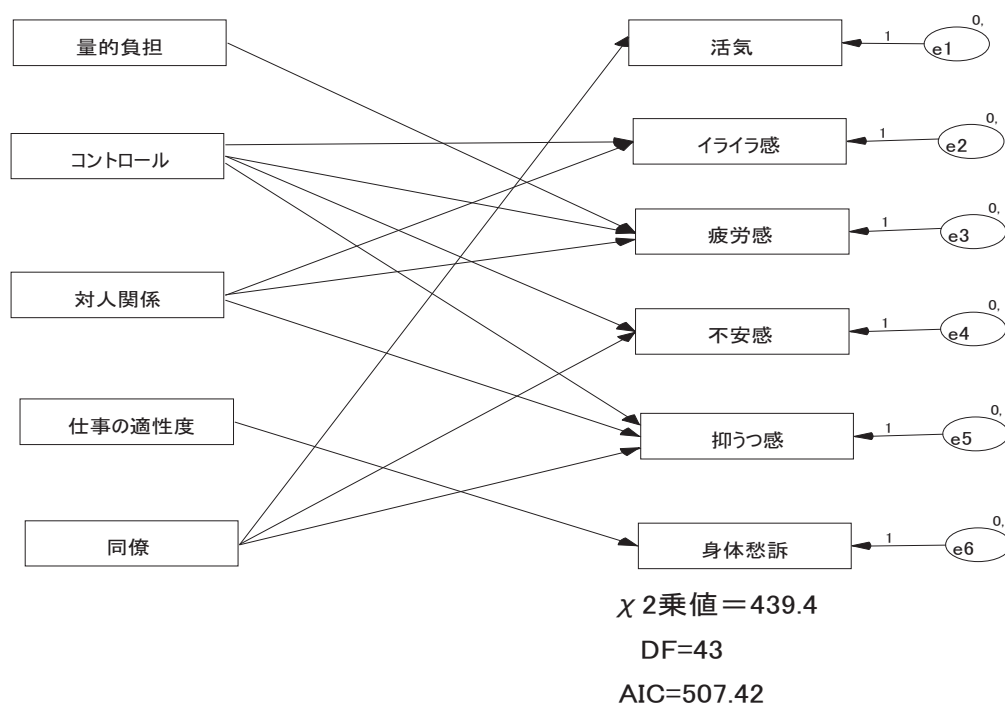 量的負担
コントロール
対人関係
仕事の適性度
同僚
活気
イライラ感
疲労感
不安感
抑うつ感
身体愁訴
1
e1
0,
1
e2
0,
1
e3
0,
1
e4
0,
1
e5
0,
1
e6
0,
χ2乗値＝439.4
DF=43
AIC=507.42